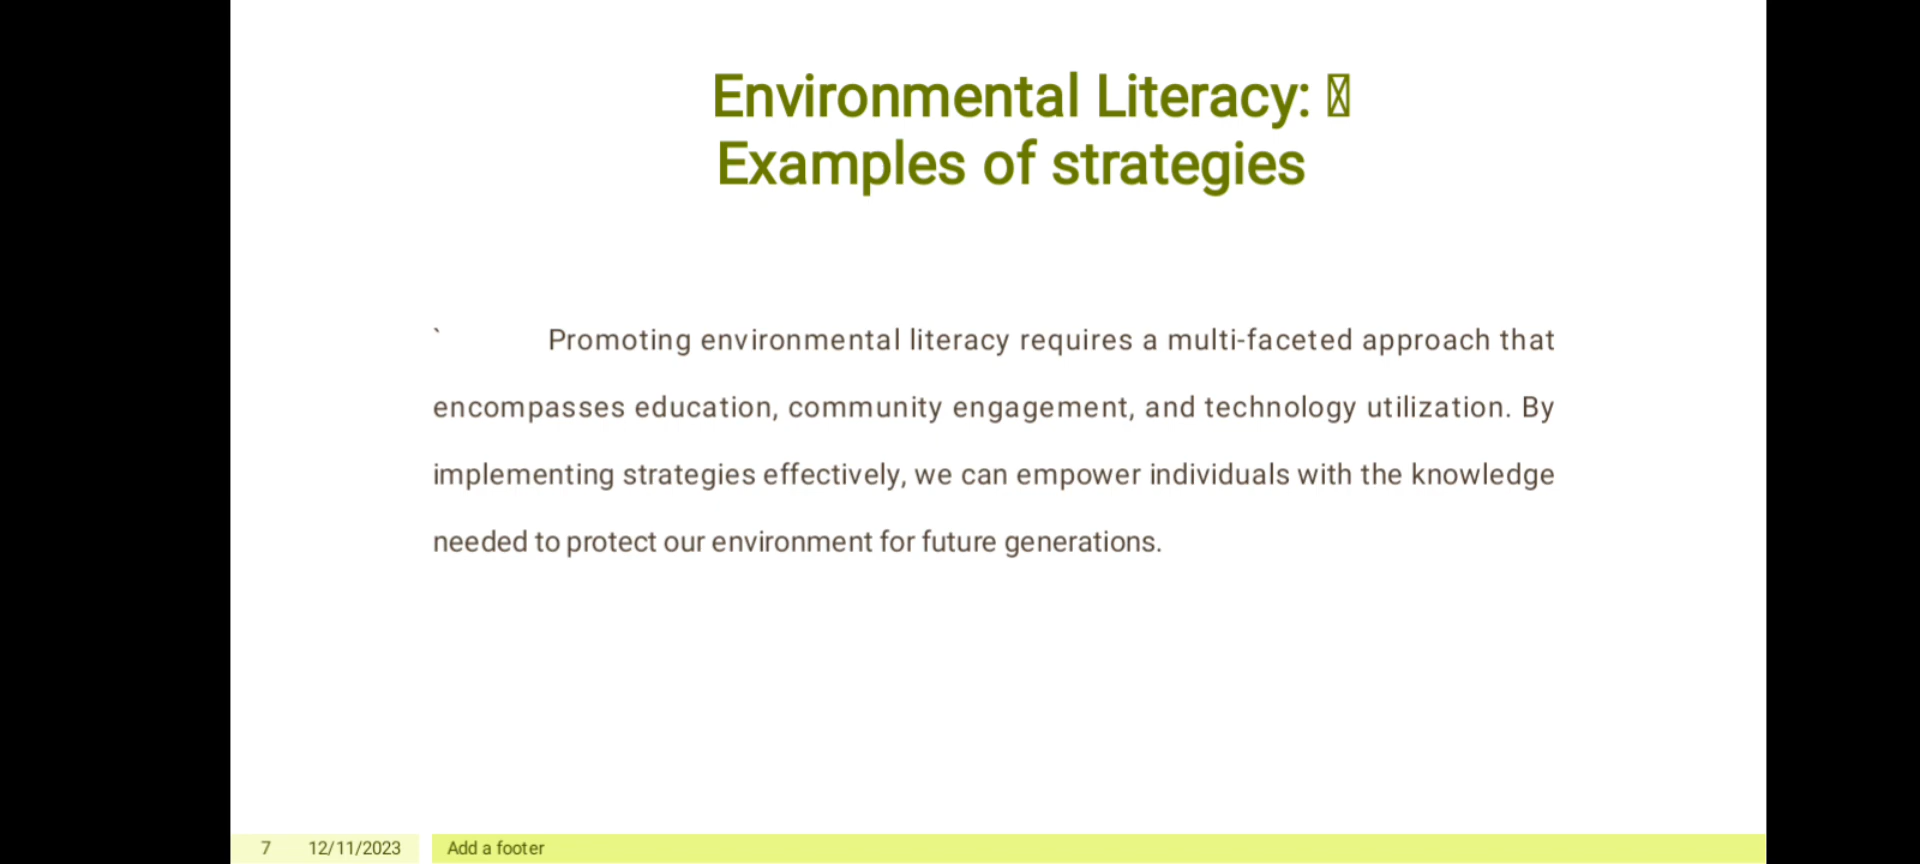 Environmental Literacy:
Examples of strategies
` Promoting environmental literacy requires a multi-faceted approach that
encompasses education, community engagement, and technology utilization. By
implementing strategies effectively, we can empower individuals with the knowledge
needed to protect our environment for future generations.
7 12/11/2023 Add a footer